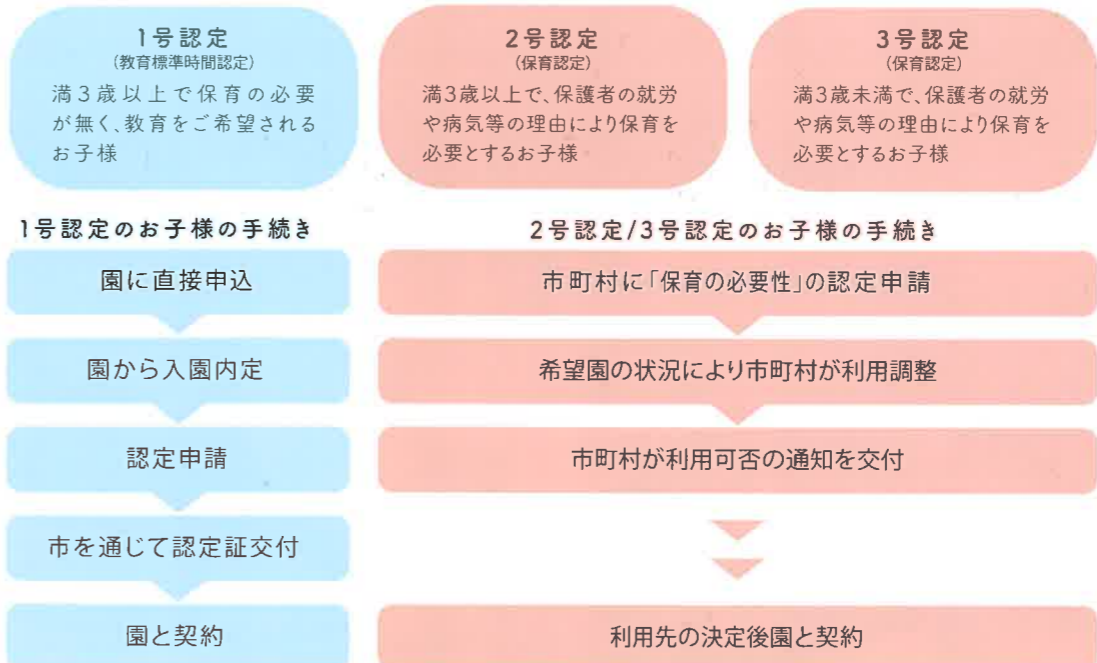 1号認定
(教育標準時間認定)
満3歳以上で保育の必要
が無く、教育をご希望される
お子様
2号認定
(保育認定)
満3歳以上で、保護者の就労
や病気等の理由により保育を
必要とするお子様
3号認定
(保育認定)
満3歳未満で、保護者の就労
や病気等の理由により保育を
必要とするお子様
1号認定のお子様の手続き
園に直接申込
園から入園内定
認定申請
市を通じて認定証交付
園と契約
2号認定/3号認定のお子様の手続き
市町村に「保育の必要性」の認定申請
希望園の状況により市町村が利用調整
市町村が利用可否の通知を交付
利用先の決定後園と契約